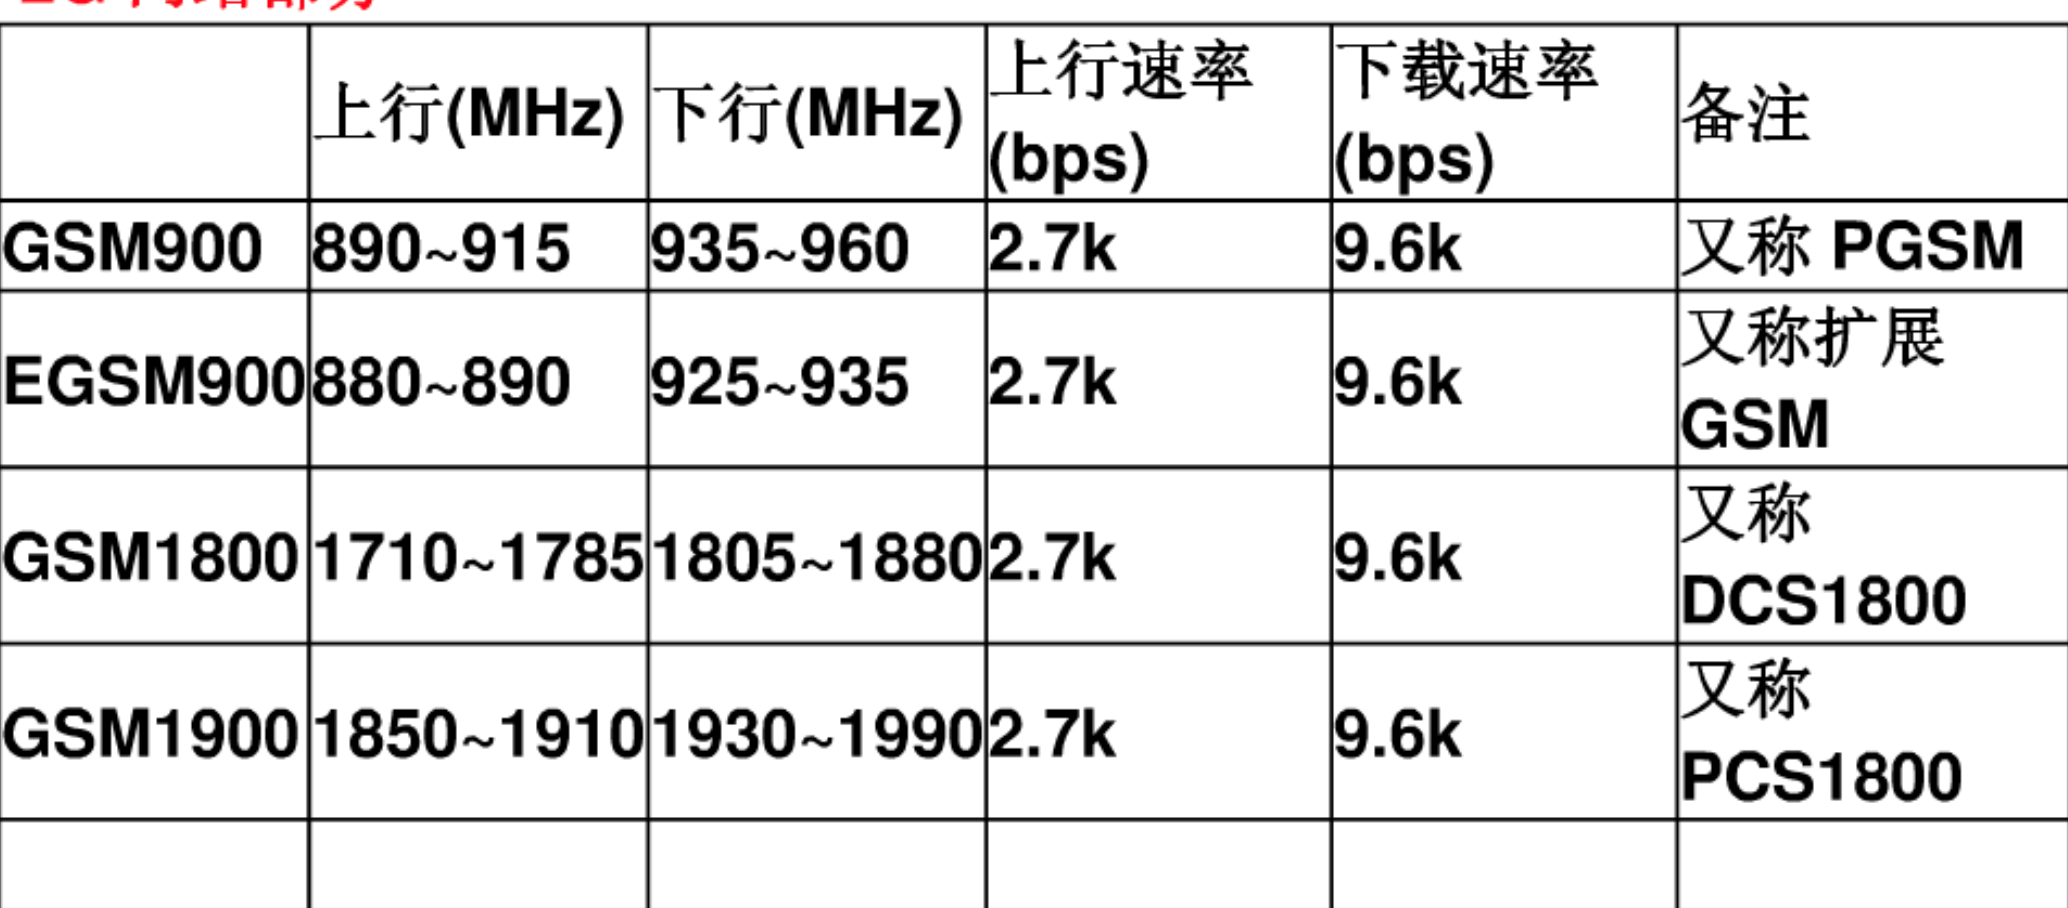 上行(MHz) 下行(MHz) 上行速率(bps) 下载速率(bps) 备注
GSM900 890~915 935~960 2.7k 9.6k 又称 PGSM
EGSM900 880~890 925~935 2.7k 9.6k 又称扩展 GSM
GSM1800 1710~1785 1805~1880 2.7k 9.6k 又称 DCS1800
GSM1900 1850~1910 1930~1990 2.7k 9.6k 又称 PCS1800